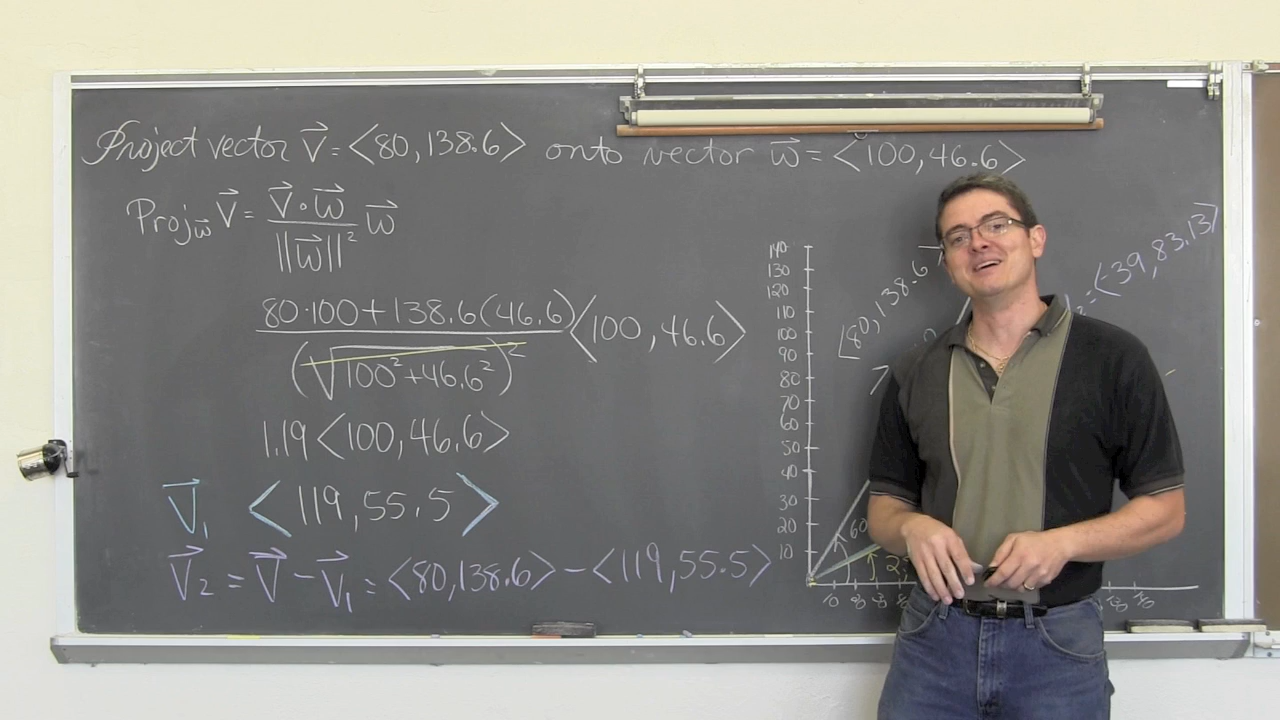 Project vector V⃗ = <80, 138.6> onto vector w⃗ = <100, 46.6>
Proj_w⃗ V⃗ = V⃗ · w⃗ / ||w⃗||² w⃗
80·100 + 138.6(46.6) / (√100² + 46.6²)² <100, 46.6>
1.19 <100, 46.6>
V⃗₁ <119, 55.5>
V⃗₂ = V⃗ - V⃗₁ = <80, 138.6> - <119, 55.5>
140
130
120
110
100
90
80
70
60
50
40
30
20
10
[80, 138.6
₂ = <-39, 83.13>
60
10